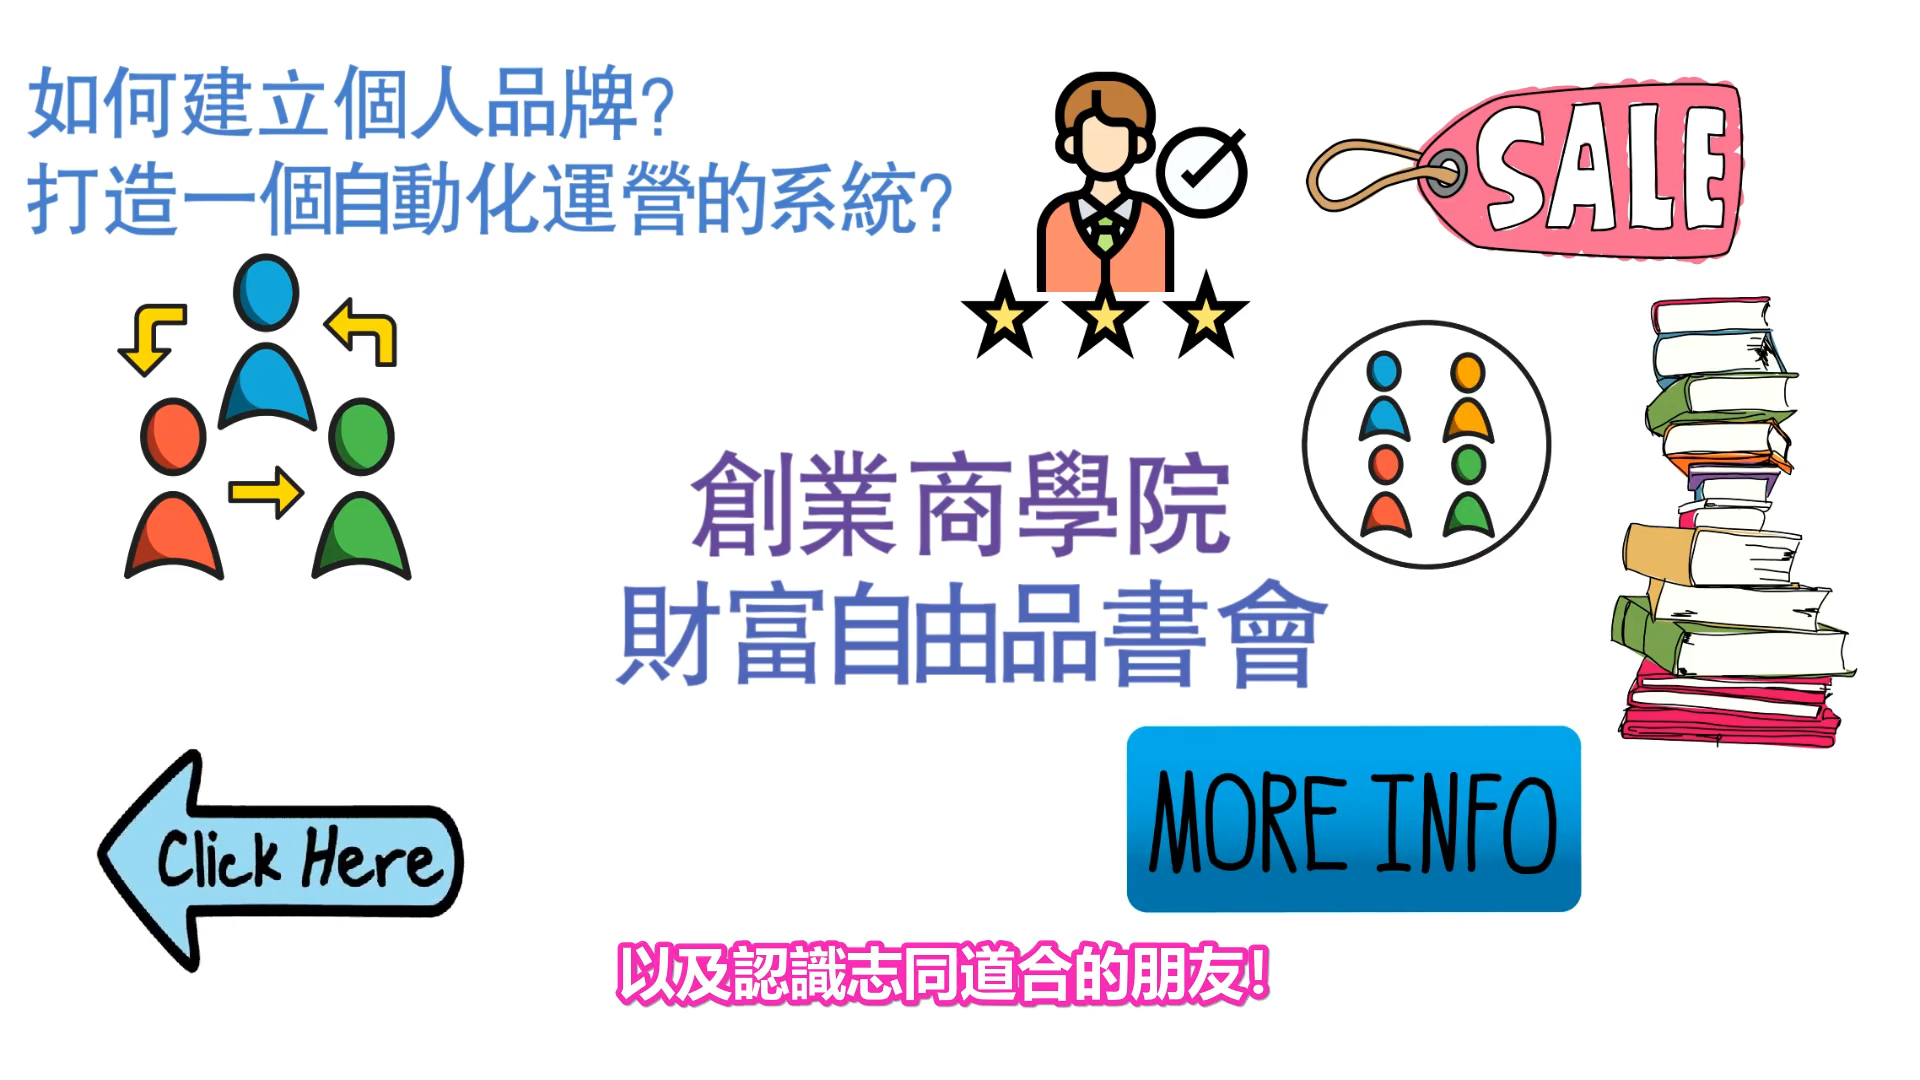 如何建立個人品牌?
打造一個自動化運營的系統?
SALE
創業商學院
財富自由品書會
MORE INFO
Click Here
以及認識志同道合的朋友!